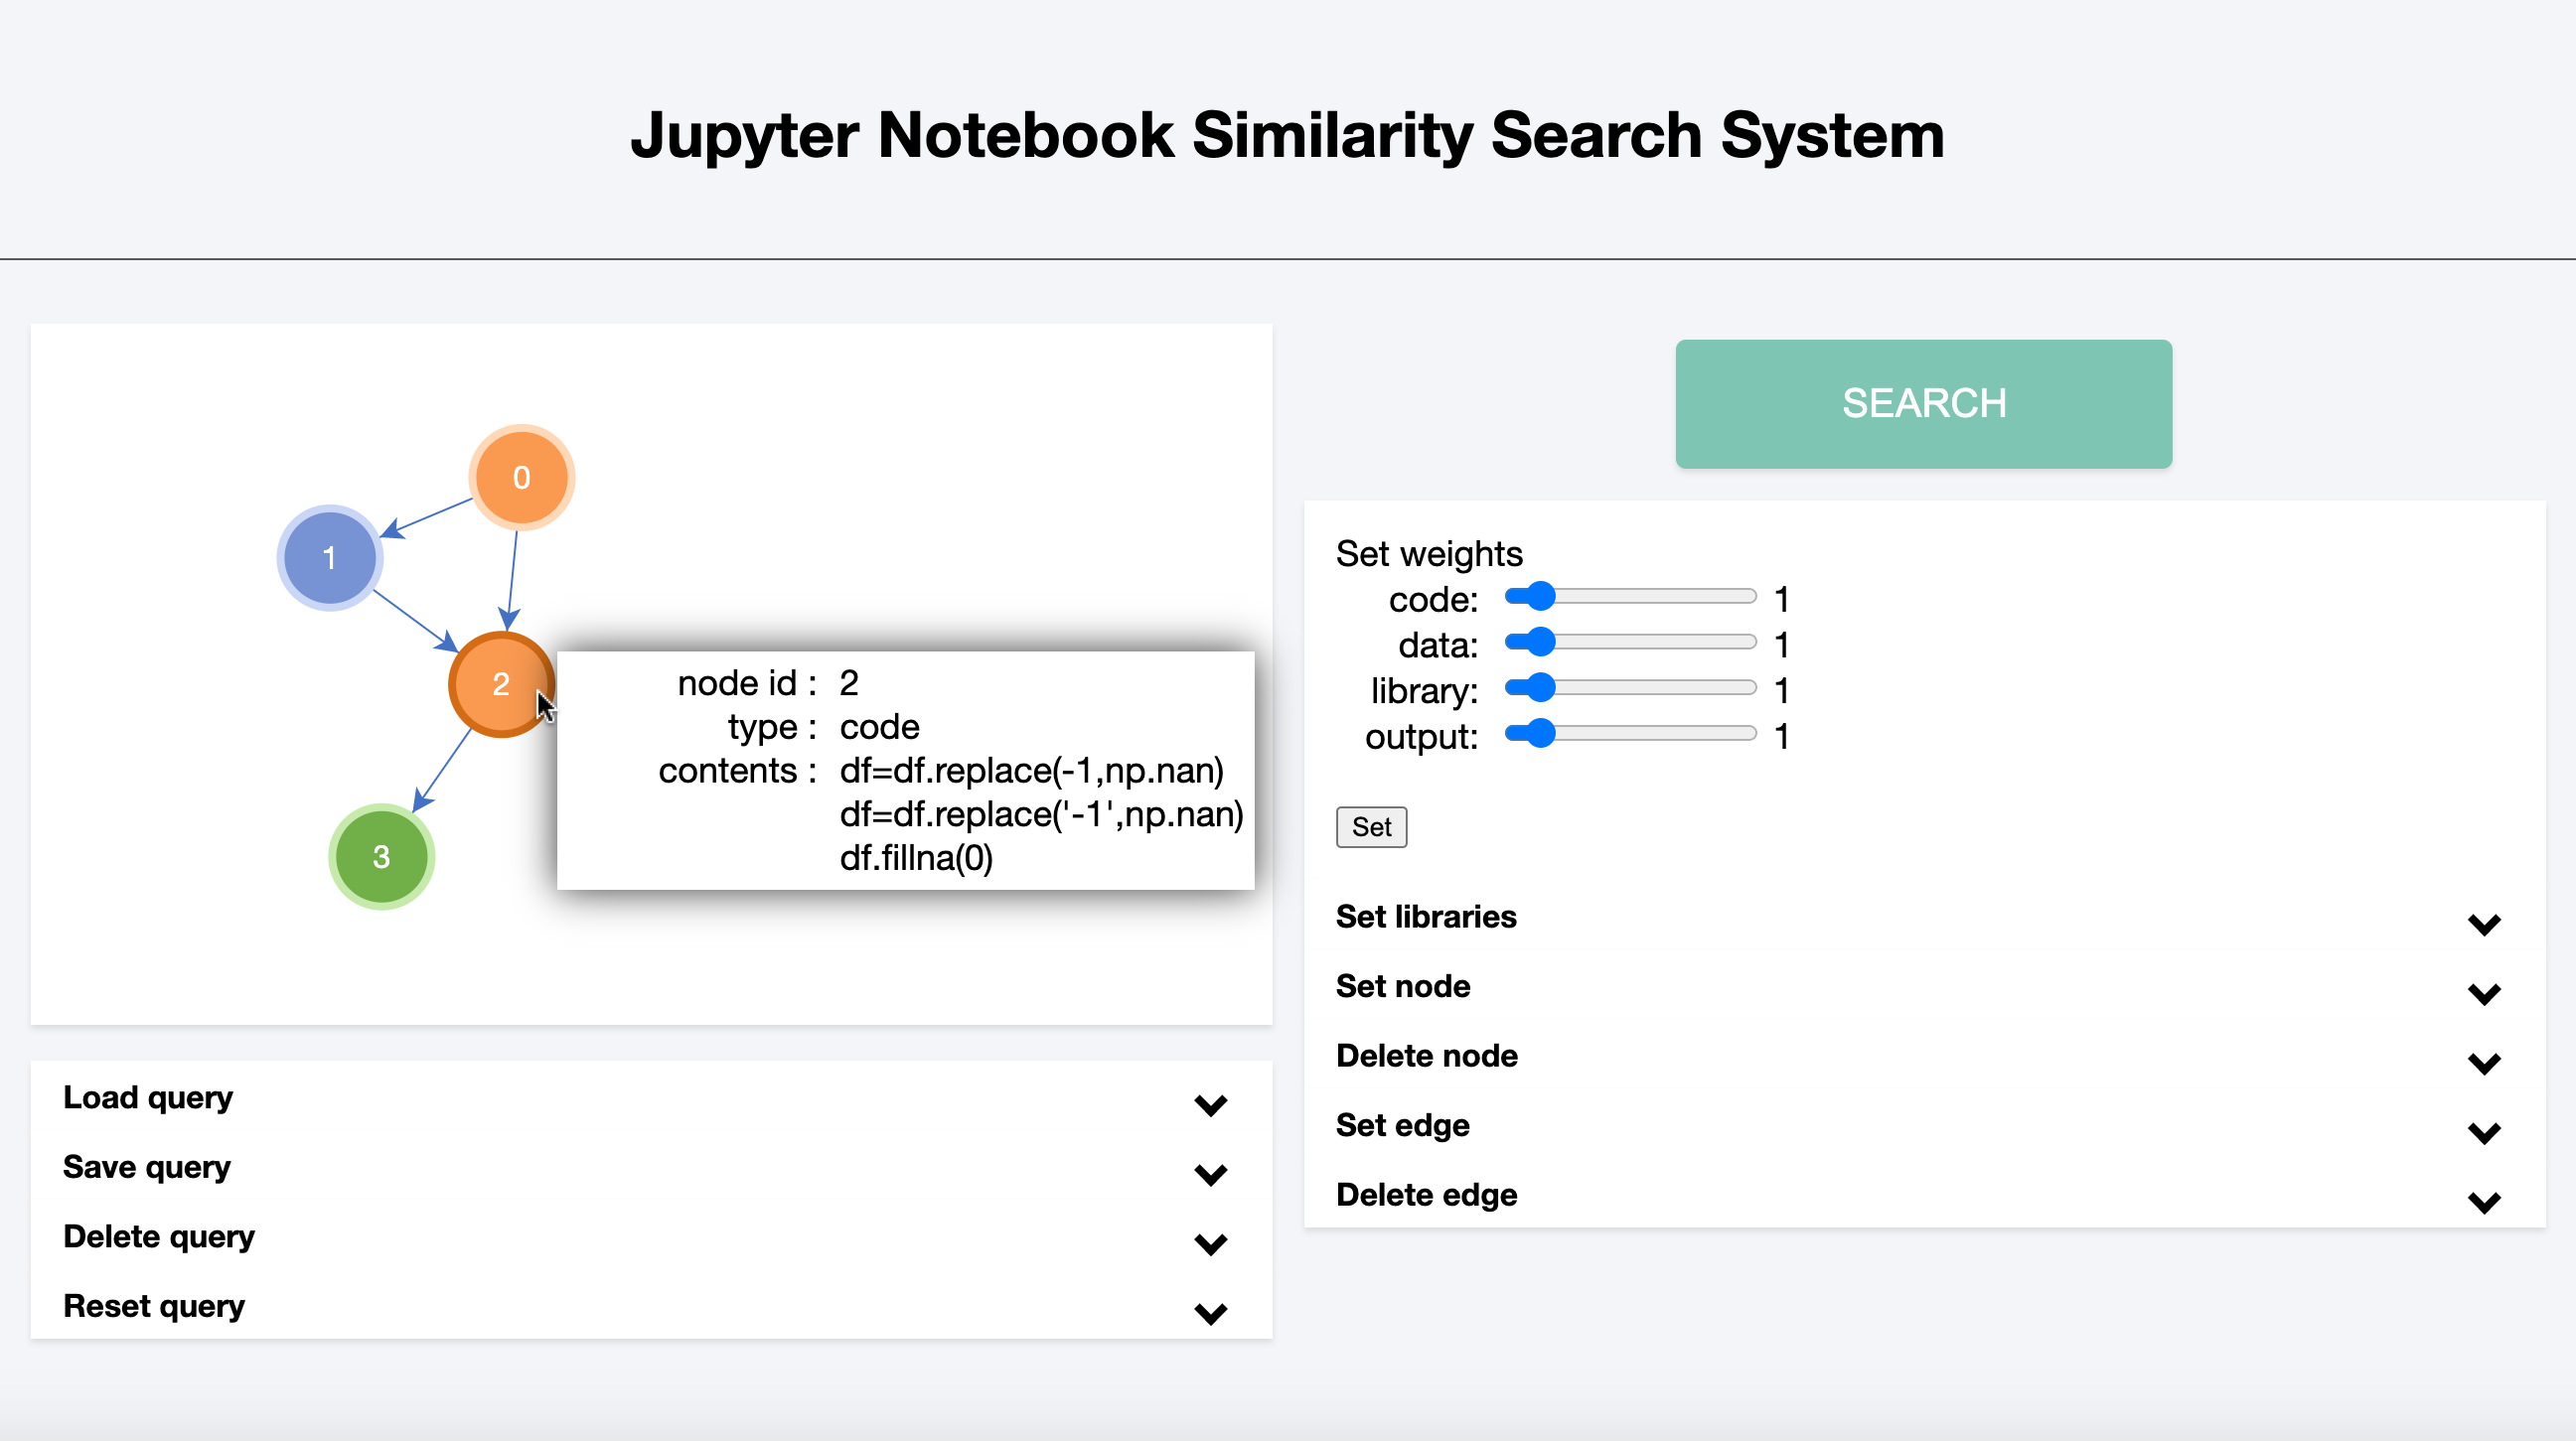 Jupyter Notebook Similarity Search System
0
1
2
3
node id : 2
type : code
contents : df=df.replace(-1,np.nan)
df=df.replace('-1',np.nan)
df.fillna(0)
Load query
Save query
Delete query
Reset query
SEARCH
Set weights
code: 1
data: 1
library: 1
output: 1
Set
Set libraries
Set node
Delete node
Set edge
Delete edge